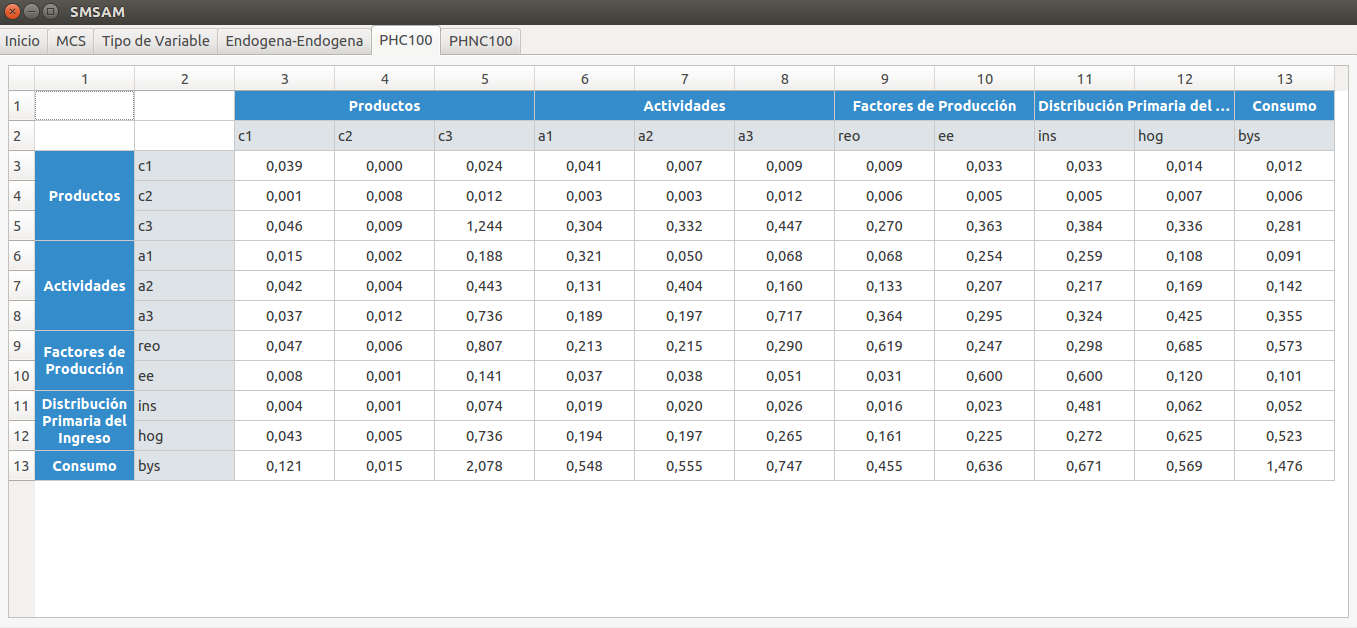 SMSAM
Inicio MCS Tipo de Variable Endogena-Endogena PHC100 PHNC100
1 2 3 4 5 6 7 8 9 10 11 12 13
1 Productos Actividades Factores de Producción Distribución Primaria del ... Consumo
2 c1 c2 c3 a1 a2 a3 reo ee ins hog bys
3 c1 0,039 0,000 0,024 0,041 0,007 0,009 0,009 0,033 0,033 0,014 0,012
4 Productos c2 0,001 0,008 0,012 0,003 0,003 0,012 0,006 0,005 0,005 0,007 0,006
5 c3 0,046 0,009 1,244 0,304 0,332 0,447 0,270 0,363 0,384 0,336 0,281
6 a1 0,015 0,002 0,188 0,321 0,050 0,068 0,068 0,254 0,259 0,108 0,091
7 Actividades a2 0,042 0,004 0,443 0,131 0,404 0,160 0,133 0,207 0,217 0,169 0,142
8 a3 0,037 0,012 0,736 0,189 0,197 0,717 0,364 0,295 0,324 0,425 0,355
9 Factores de reo 0,047 0,006 0,807 0,213 0,215 0,290 0,619 0,247 0,298 0,685 0,573
Producción
10 ee 0,008 0,001 0,141 0,037 0,038 0,051 0,031 0,600 0,600 0,120 0,101
11 Distribución ins 0,004 0,001 0,074 0,019 0,020 0,026 0,016 0,023 0,481 0,062 0,052
Primaria del
12 Ingreso hog 0,043 0,005 0,736 0,194 0,197 0,265 0,161 0,225 0,272 0,625 0,523
13 Consumo bys 0,121 0,015 2,078 0,548 0,555 0,747 0,455 0,636 0,671 0,569 1,476